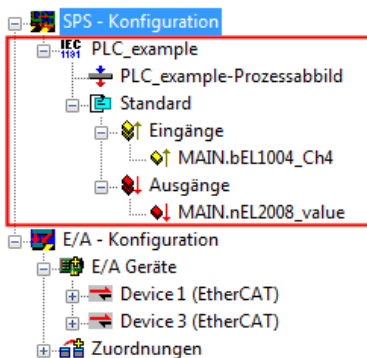 SPS - Konfiguration
IEC 1131 PLC_example
PLC_example-Prozessabbild
Standard
Eingänge
MAIN.bEL1004_Ch4
Ausgänge
MAIN.nEL2008_value
E/A - Konfiguration
E/A Geräte
Device 1 (EtherCAT)
Device 3 (EtherCAT)
Zuordnungen